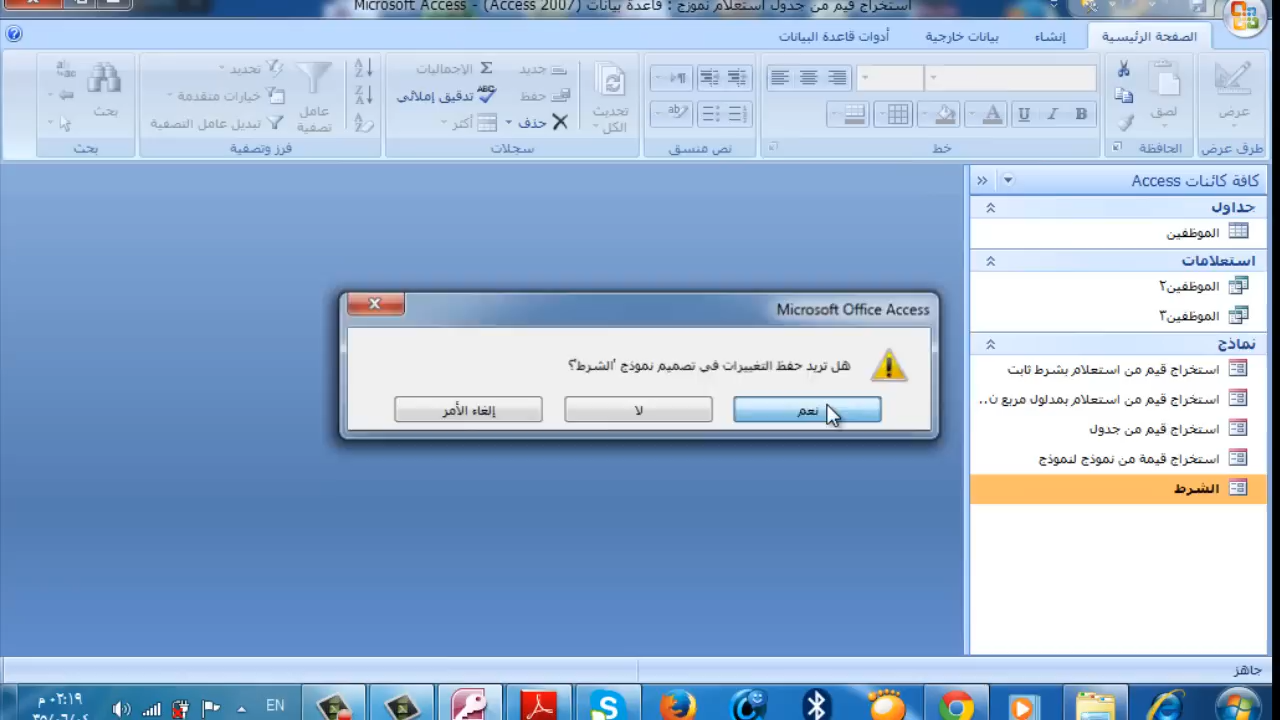 استخراج قيم من جدول استعلام نموزج : قاعدة بيانات (Access 2007) - Microsoft Access
الصفحة الرئيسية
إنشاء
بيانات خارجية
أدوات قاعدة البيانات
عرض
طرق عرض
لصق
الحافظة
B I U A
خط
نص منسق
تحديث الكل
جديد
حفظ
حذف
الإجماليات
تدقيق إملائي
أكثر
سجلات
عامل تصفية
تحديد
خيارات متقدمة
تبديل عامل التصفية
فرز وتصفية
بحث
بحث
كافة كائنات Access
جداول
الموظفين
استعلامات
الموظفين٢
الموظفين٣
نماذج
استخراج قيم من استعلام بشرط ثابت
استخراج قيم من استعلام بمدلول مربع ن..
استخراج قيم من جدول
استخراج قيمة من نموذج لنموذج
الشرط
Microsoft Office Access
هل تريد حفظ التغييرات في تصميم نموذج 'الشرط'؟
نعم
لا
إلغاء الأمر
جاهز
EN
٠٢:١٩ م